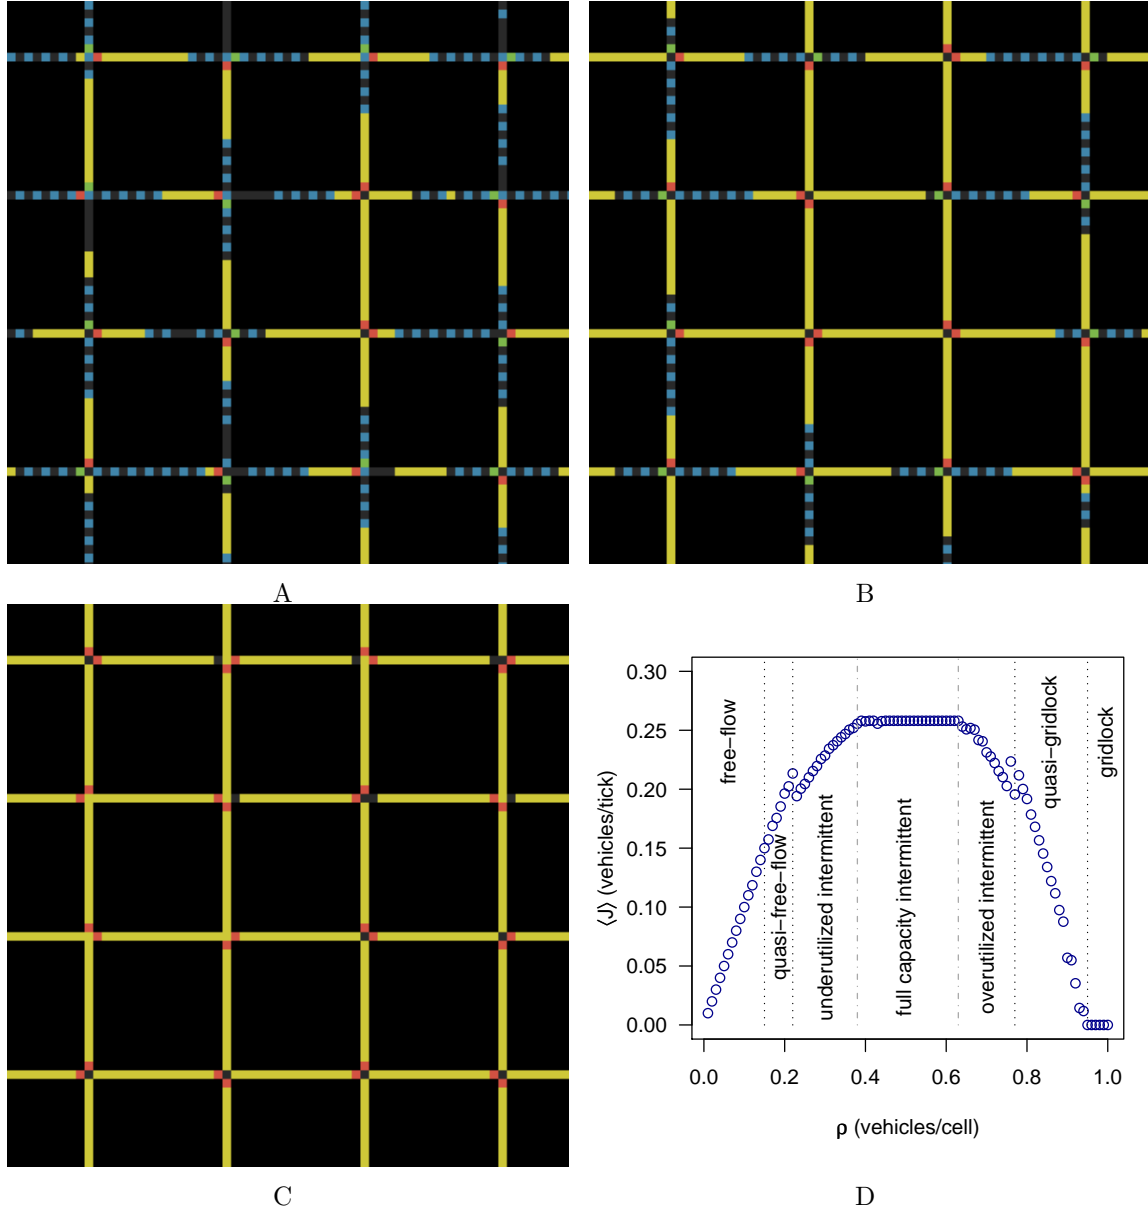 A
B
C
0.30
0.25
0.20
0.15
0.10
0.05
0.00
⟨J⟩ (vehicles/tick)
free−flow
quasi−free−flow
underutilized intermittent
full capacity intermittent
overutilized intermittent
quasi−gridlock
gridlock
0.0 0.2 0.4 0.6 0.8 1.0
ρ (vehicles/cell)
D